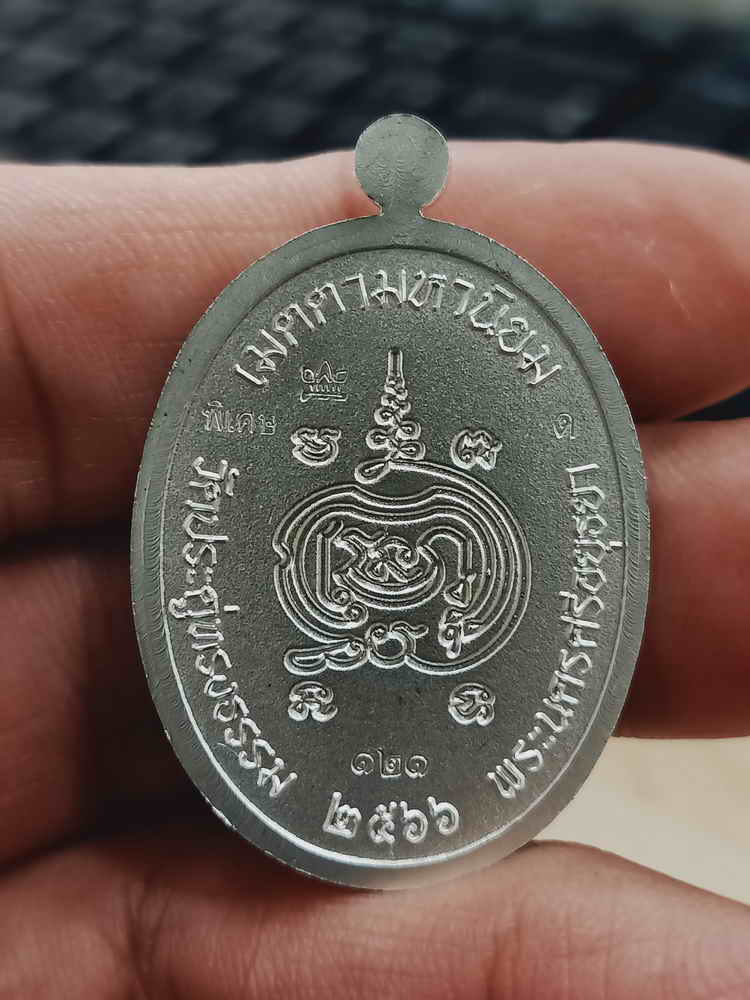 เมตตามหานิยม
พิเศษ
ด
วัดประดู่ทรงธรรม
พระนครศรีอยุธยา
๑๒๑
๒๕๖๖